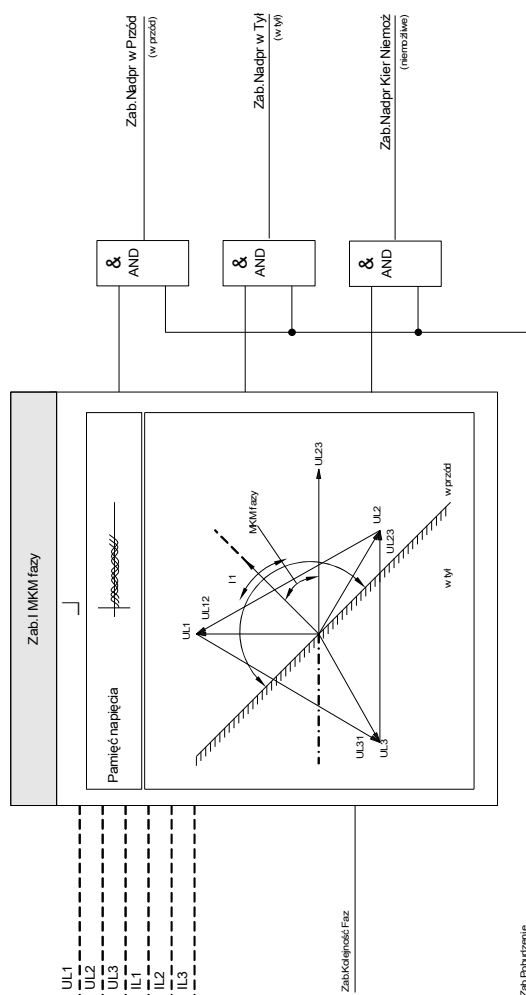 Zab.Nadpr w Przód
(w przód)
Zab.Nadpr w Tył
(w tył)
Zab.Nadpr Kier Niemoż
(niemożliwe)
&
AND
&
AND
&
AND
Zab.I MKM fazy
Pamięć napięcia
UL23
MKM fazy
I1
UL12
UL1
UL2
UL23
w przód
w tył
UL31
UL3
UL1
UL2
UL3
IL1
IL2
IL3
Zab.Kolejność Faz
Zab.Pobudzenie